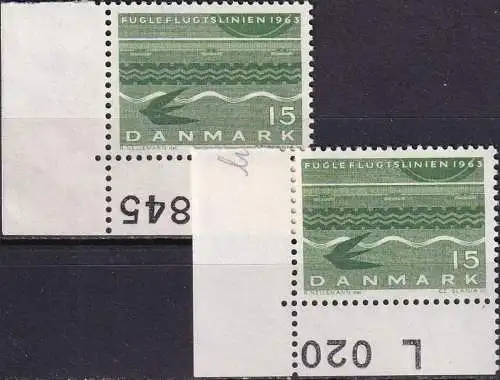 FUGLEFLUGTSLINIEN 1963
15
DANMARK
845
FUGLEFLUGTSLINIEN 1963
15
DANMARK
L 020